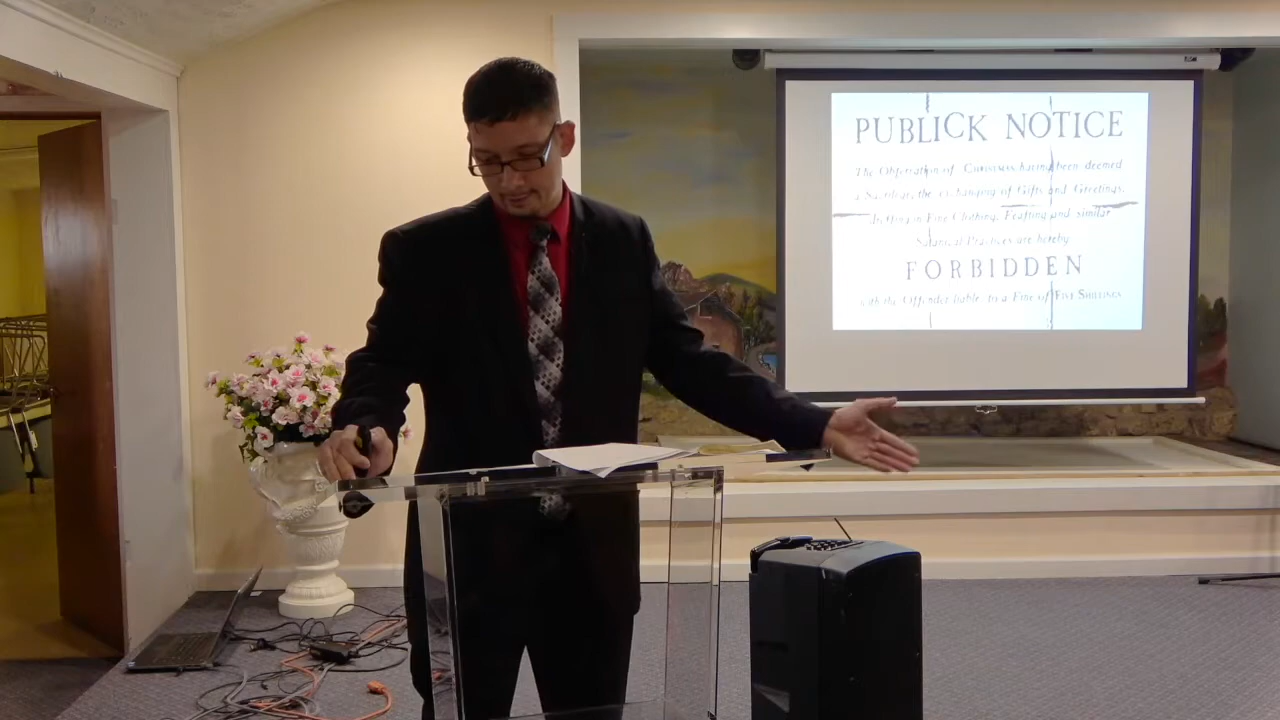 PUBLICK NOTICE
The Obſervation of CHRISTMAS having been deemed
a Sacrilege, the exchanging of Gifts and Greetings,
dreſſing in Fine Clothing, Feaſting and similar
Satanical Practices are hereby
FORBIDDEN
with the Offender liable to a Fine of FIVE SHILLINGS